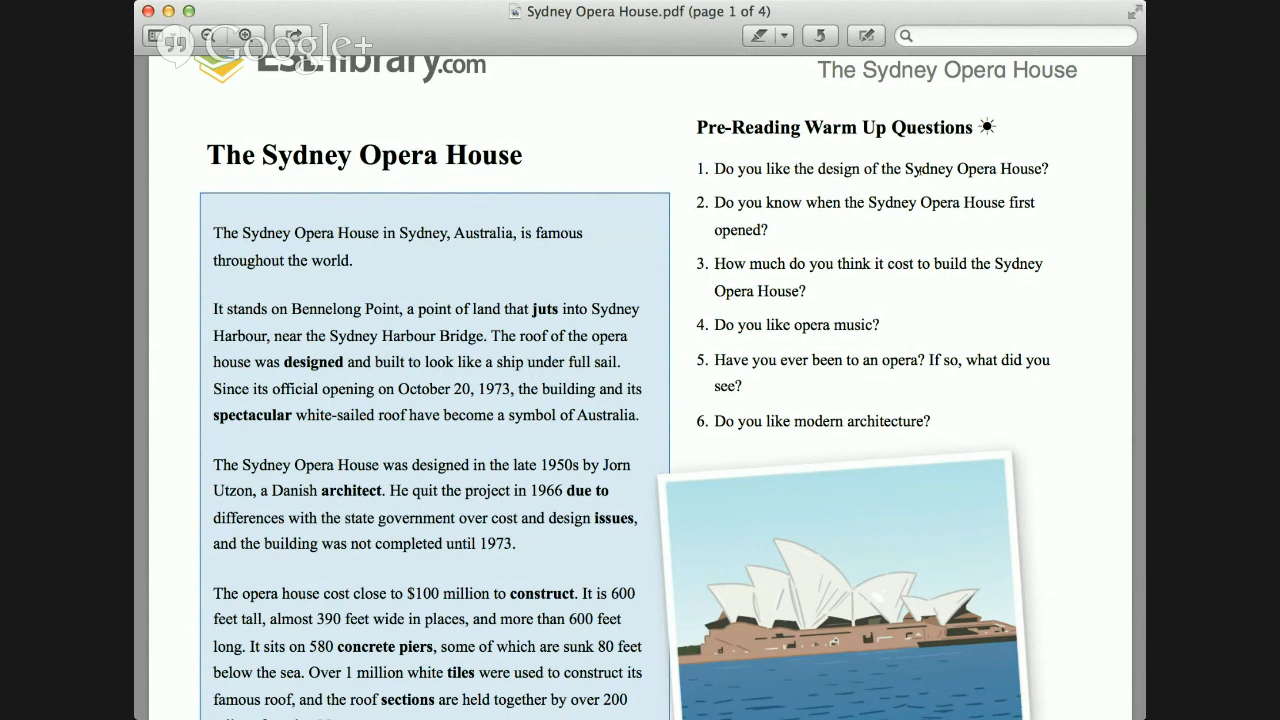 Sydney Opera House.pdf (page 1 of 4)
Google+
ESL library.com
The Sydney Opera House
The Sydney Opera House
The Sydney Opera House in Sydney, Australia, is famous
throughout the world.
It stands on Bennelong Point, a point of land that juts into Sydney
Harbour, near the Sydney Harbour Bridge. The roof of the opera
house was designed and built to look like a ship under full sail.
Since its official opening on October 20, 1973, the building and its
spectacular white-sailed roof have become a symbol of Australia.
The Sydney Opera House was designed in the late 1950s by Jorn
Utzon, a Danish architect. He quit the project in 1966 due to
differences with the state government over cost and design issues,
and the building was not completed until 1973.
The opera house cost close to $100 million to construct. It is 600
feet tall, almost 390 feet wide in places, and more than 600 feet
long. It sits on 580 concrete piers, some of which are sunk 80 feet
below the sea. Over 1 million white tiles were used to construct its
famous roof, and the roof sections are held together by over 200
Pre-Reading Warm Up Questions
1. Do you like the design of the Sydney Opera House?
2. Do you know when the Sydney Opera House first
opened?
3. How much do you think it cost to build the Sydney
Opera House?
4. Do you like opera music?
5. Have you ever been to an opera? If so, what did you
see?
6. Do you like modern architecture?